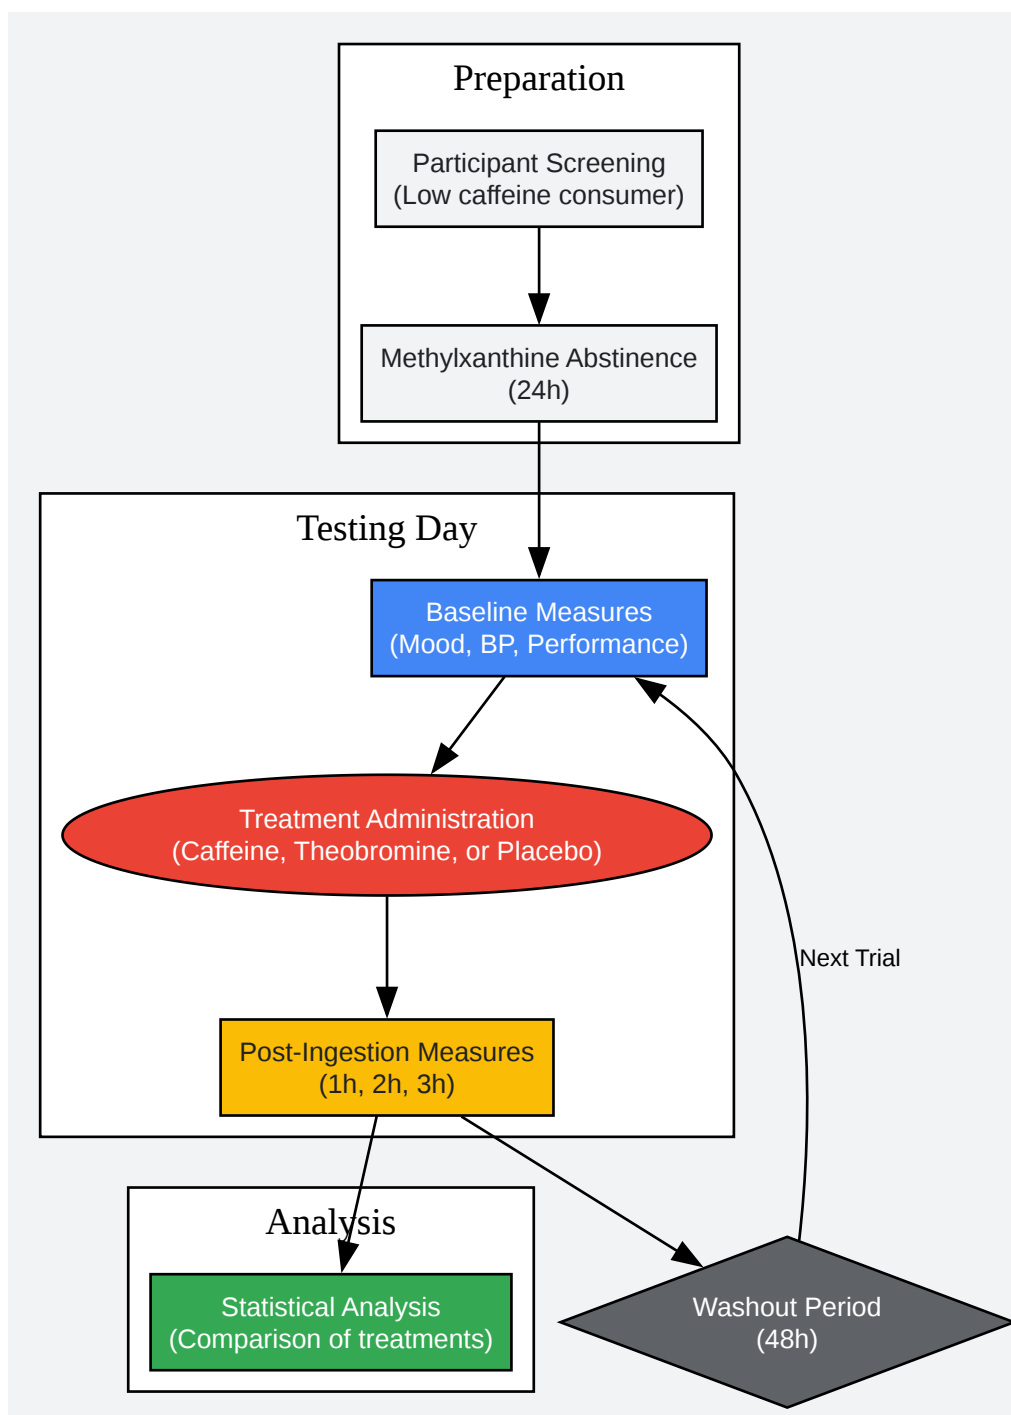 Preparation
Participant Screening
(Low caffeine consumer)
Methylxanthine Abstinence
(24h)
Testing Day
Baseline Measures
(Mood, BP, Performance)
Treatment Administration
(Caffeine, Theobromine, or Placebo)
Next Trial
Post-Ingestion Measures
(1h, 2h, 3h)
Analysis
Statistical Analysis
(Comparison of treatments)
Washout Period
(48h)